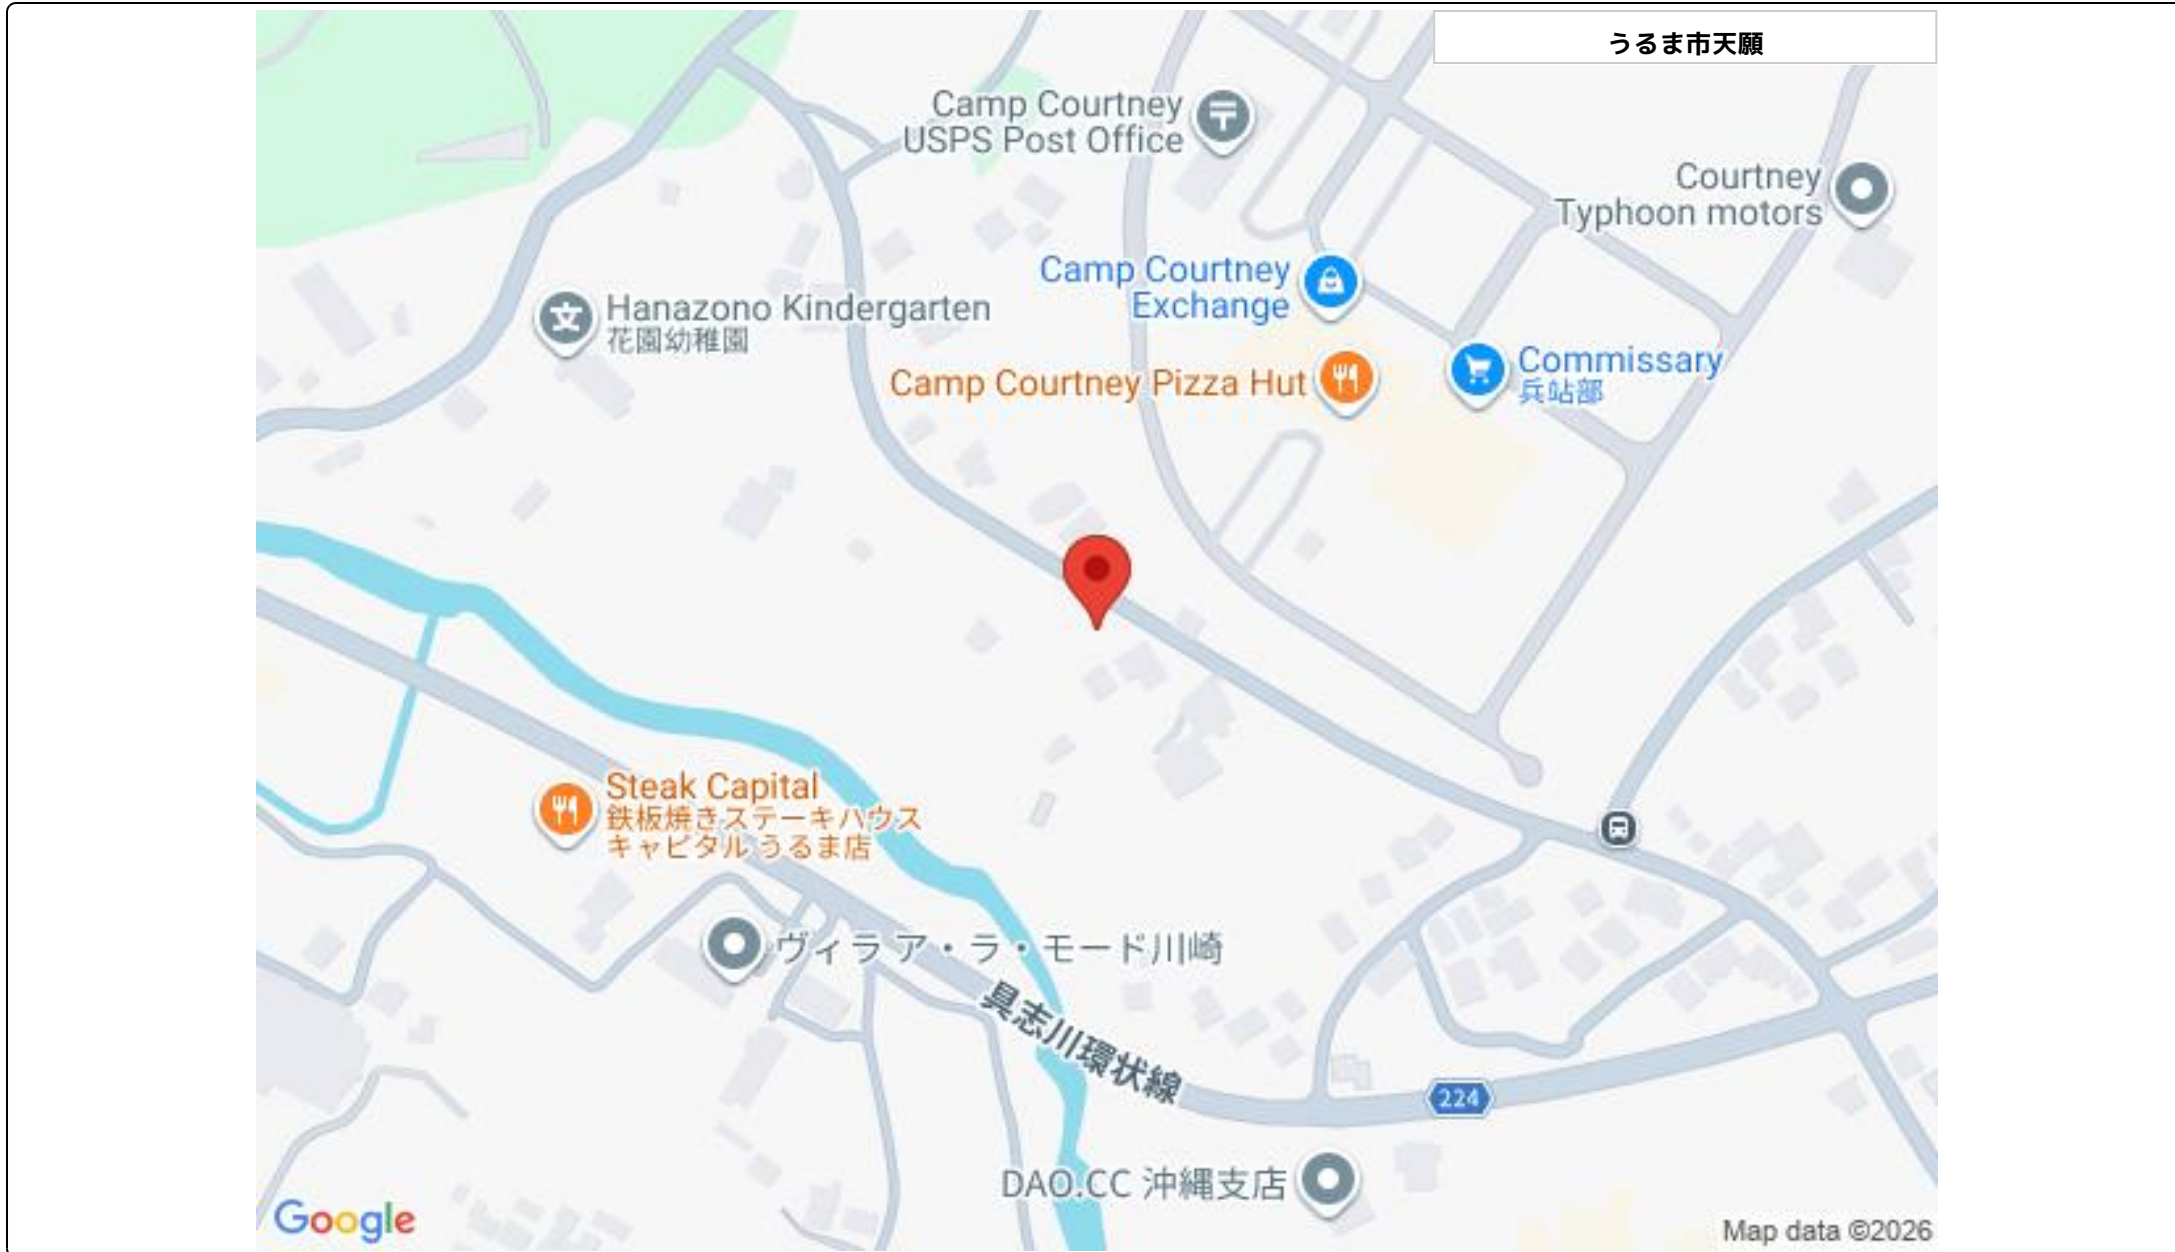 うるま市天願
Camp Courtney
USPS Post Office
Courtney
Typhoon motors
Camp Courtney
Exchange
Hanazono Kindergarten
花園幼稚園
Camp Courtney Pizza Hut
Commissary
兵站部
Steak Capital
鉄板焼きステーキハウス
キャピタル うるま店
ヴィラ ア・ラ・モード川崎
具志川環状線
224
DAO.CC 沖縄支店
Google
Map data ©2026